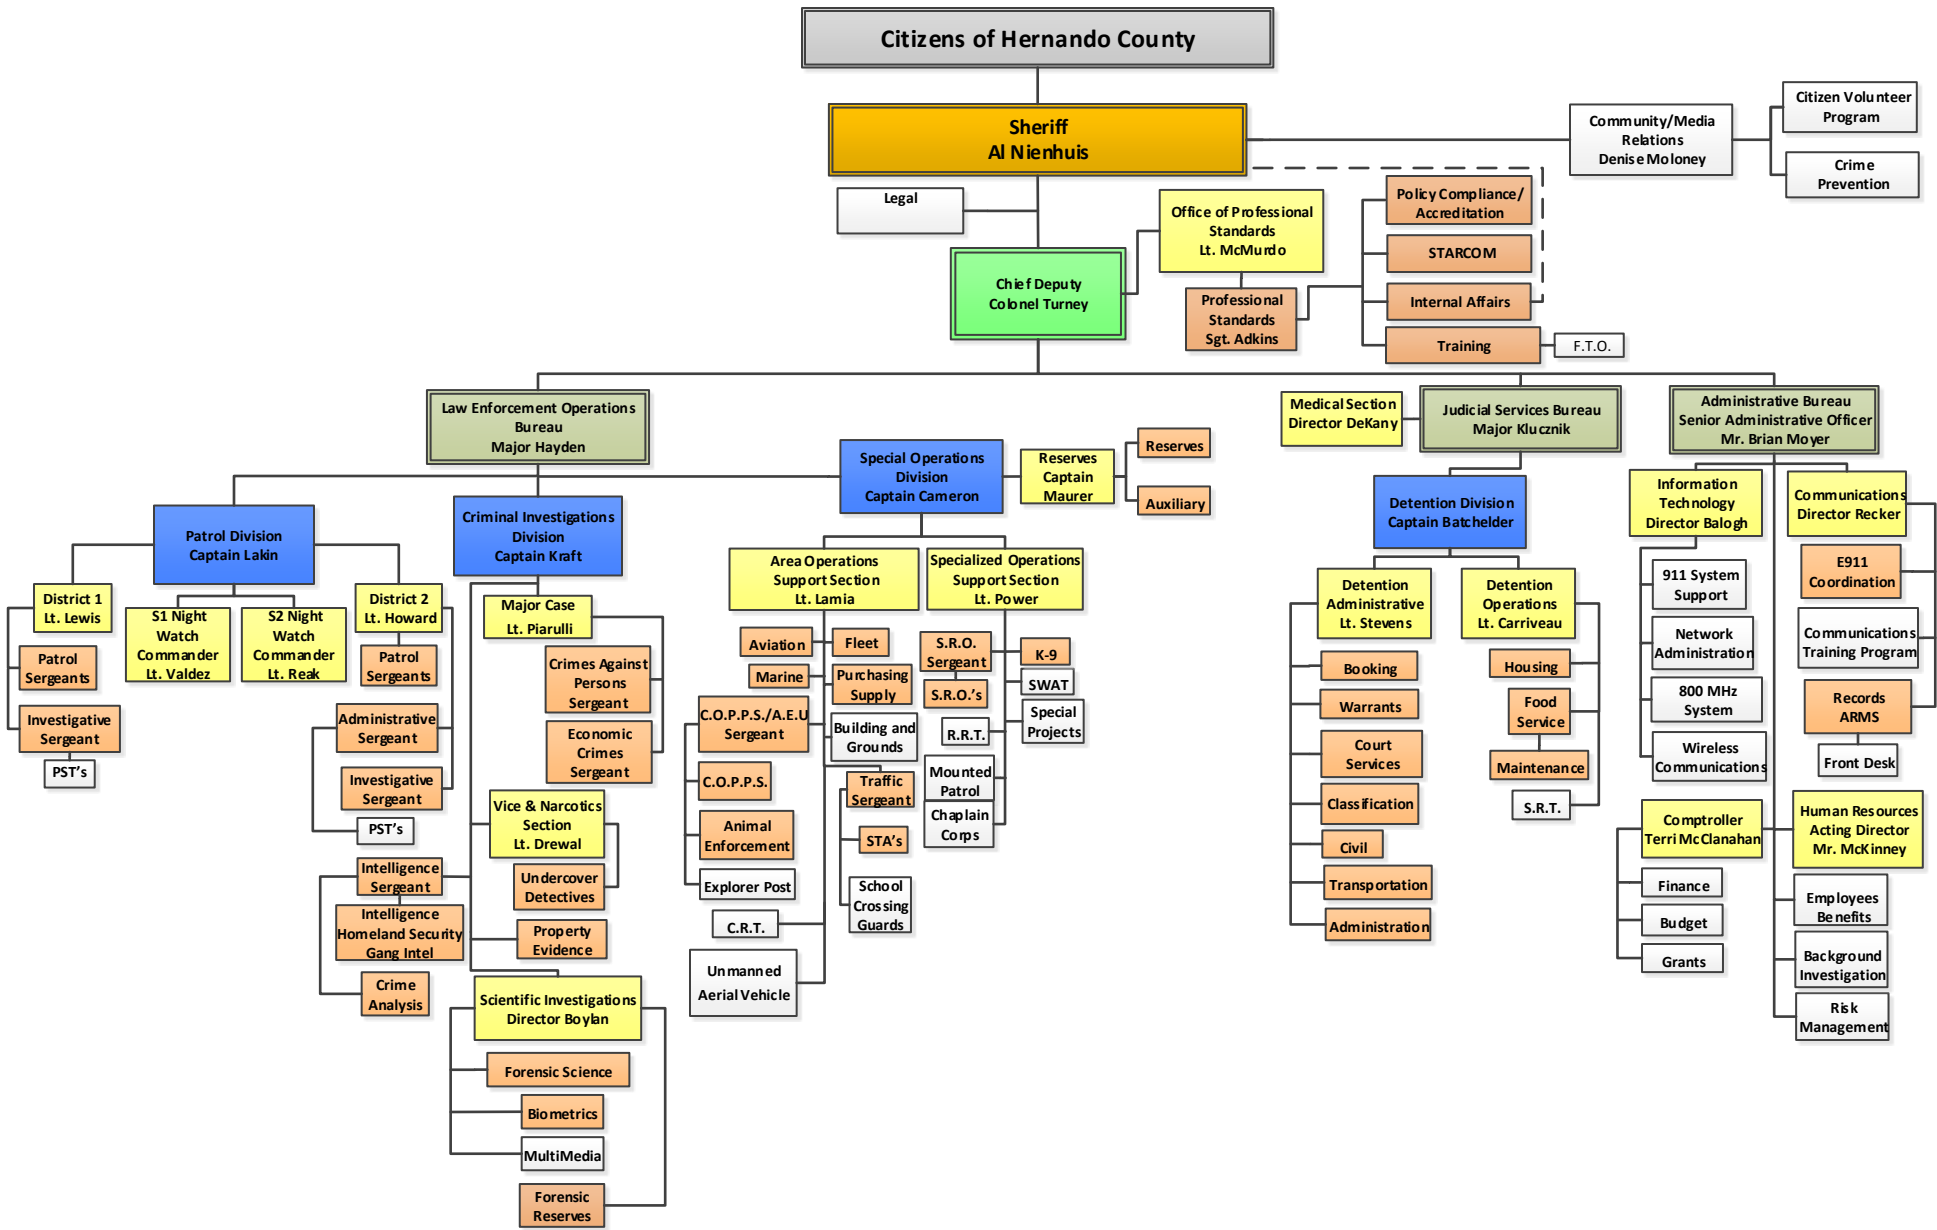 Citizens of Hernando County
Sheriff
Al Nienhuis
Community/Media
Relations
Denise Moloney
Citizen Volunteer
Program
Crime
Prevention
Legal
Office of Professional
Standards
Lt. McMurdo
Policy Compliance/
Accreditation
STARCOM
Internal Affairs
Training
F.T.O.
Professional
Standards
Sgt. Adkins
Chief Deputy
Colonel Turney
Law Enforcement Operations
Bureau
Major Hayden
Medical Section
Director DeKany
Judicial Services Bureau
Major Klucznik
Administrative Bureau
Senior Administrative Officer
Mr. Brian Moyer
Special Operations
Division
Captain Cameron
Reserves
Captain
Maurer
Reserves
Auxiliary
Patrol Division
Captain Lakin
Criminal Investigations
Division
Captain Kraft
Detention Division
Captain Batchelder
Information
Technology
Director Balogh
Communications
Director Recker
District 1
Lt. Lewis
S1 Night
Watch
Commander
Lt. Valdez
S2 Night
Watch
Commander
Lt. Reak
District 2
Lt. Howard
Patrol
Sergeants
Investigative
Sergeant
PST's
Patrol
Sergeants
Administrative
Sergeant
Investigative
Sergeant
PST's
Major Case
Lt. Piarulli
Crimes Against
Persons
Sergeant
Economic
Crimes
Sergeant
Vice & Narcotics
Section
Lt. Drewal
Undercover
Detectives
Intelligence
Sergeant
Intelligence
Homeland Security
Gang Intel
Crime
Analysis
Property
Evidence
Scientific Investigations
Director Boylan
Forensic Science
Biometrics
MultiMedia
Forensic
Reserves
Area Operations
Support Section
Lt. Lamia
Aviation
Fleet
Marine
Purchasing
Supply
C.O.P.P.S./A.E.U
Sergeant
Building and
Grounds
C.O.P.P.S.
Traffic
Sergeant
Animal
Enforcement
STA's
Explorer Post
School
Crossing
Guards
C.R.T.
Unmanned
Aerial Vehicle
Specialized Operations
Support Section
Lt. Power
S.R.O.
Sergeant
K-9
S.R.O.'s
SWAT
R.R.T.
Special
Projects
Mounted
Patrol
Chaplain
Corps
Detention
Administrative
Lt. Stevens
Booking
Warrants
Court
Services
Classification
Civil
Transportation
Administration
Detention
Operations
Lt. Carriveau
Housing
Food
Service
Maintenance
S.R.T.
911 System
Support
Network
Administration
800 MHz
System
Wireless
Communications
E911
Coordination
Communications
Training Program
Records
ARMS
Front Desk
Comptroller
Terri McClanahan
Finance
Budget
Grants
Human Resources
Acting Director
Mr. McKinney
Employees
Benefits
Background
Investigation
Risk
Management